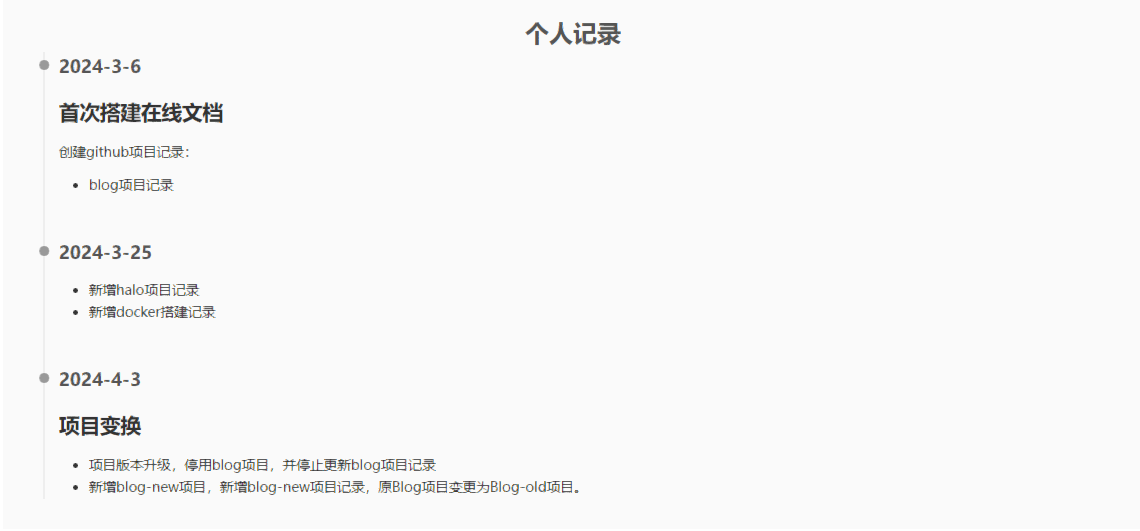 个人记录
2024-3-6
首次搭建在线文档
创建github项目记录：
blog项目记录
2024-3-25
新增halo项目记录
新增docker搭建记录
2024-4-3
项目变换
项目版本升级，停用blog项目，并停止更新blog项目记录
新增blog-new项目，新增blog-new项目记录，原Blog项目变更为Blog-old项目。